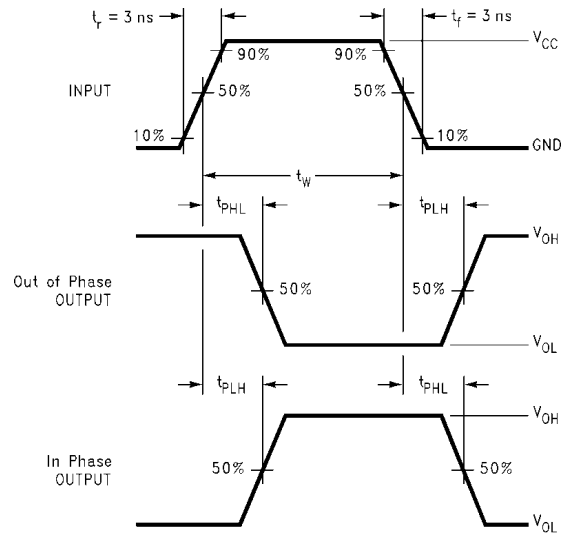 tr = 3 ns
tf = 3 ns
VCC
90%
90%
INPUT
50%
50%
10%
10%
GND
tW
tPHL
tPLH
VOH
Out of Phase
OUTPUT
50%
50%
VOL
tPLH
tPHL
VOH
In Phase
OUTPUT
50%
50%
VOL